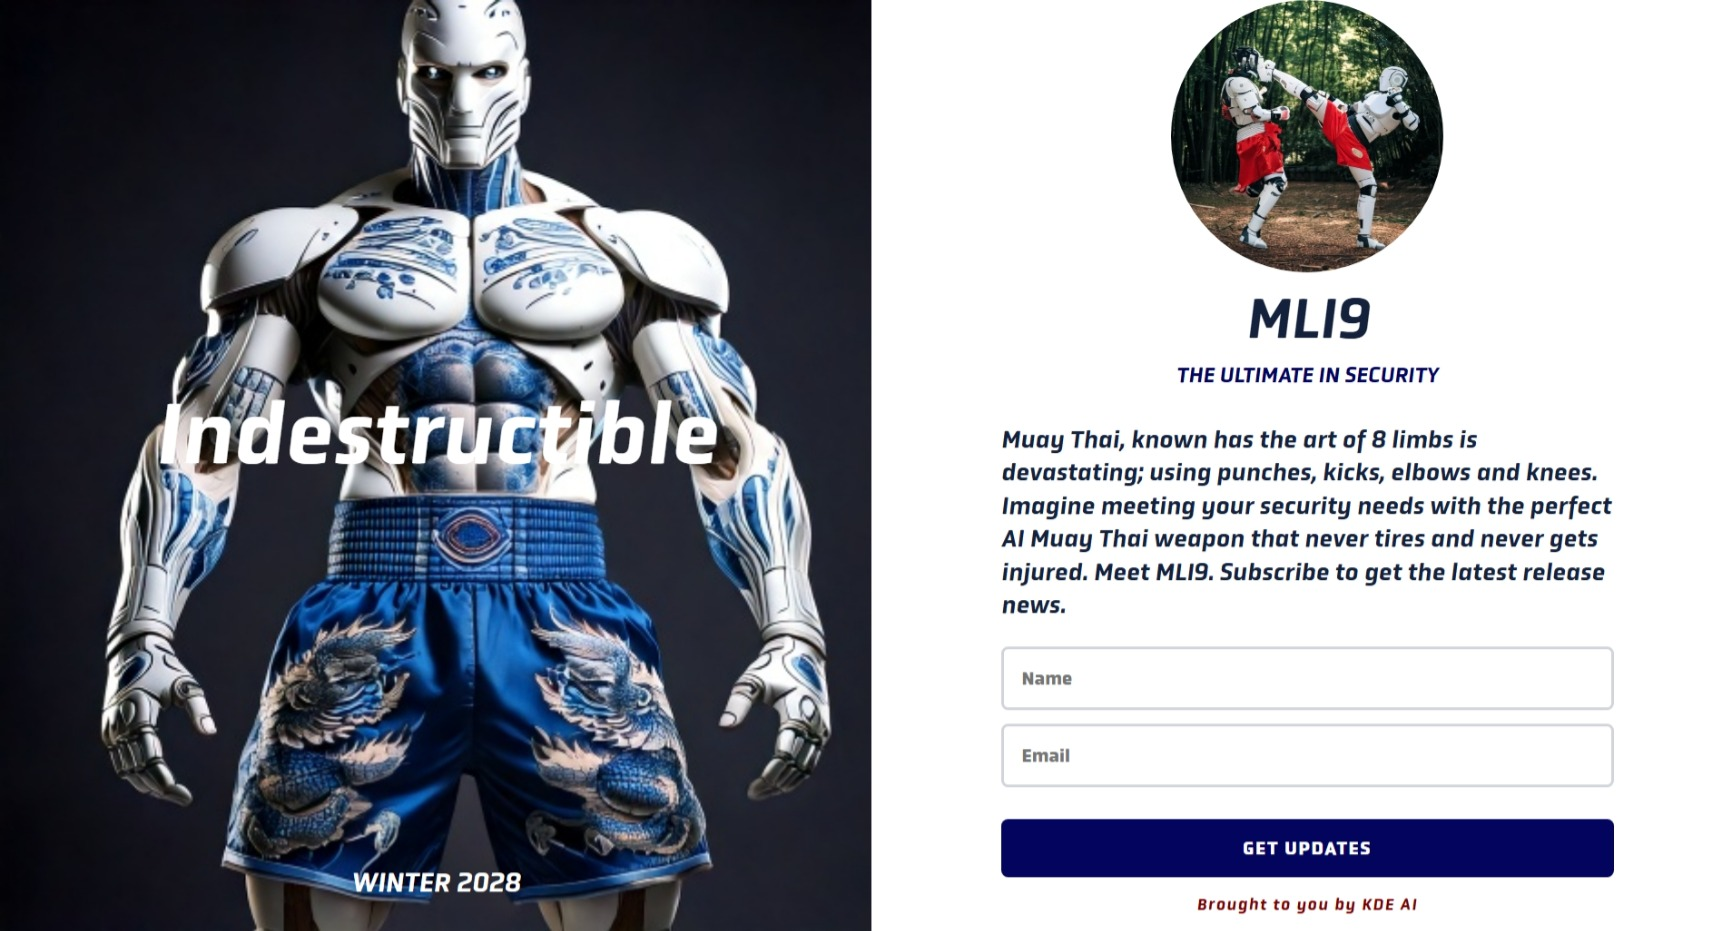 Indestructible
WINTER 2028
MLI9
THE ULTIMATE IN SECURITY
Muay Thai, known has the art of 8 limbs is
devastating; using punches, kicks, elbows and knees.
Imagine meeting your security needs with the perfect
AI Muay Thai weapon that never tires and never gets
injured. Meet MLI9. Subscribe to get the latest release
news.
Name
Email
GET UPDATES
Brought to you by KDE AI